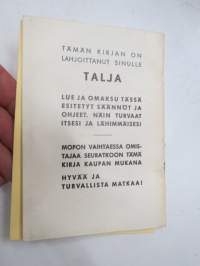 TÄMÄN KIRJAN ON
LAHJOITTANUT SINULLE
TALJA
LUE JA OMAKSU TÄSSÄ
ESITETYT SÄÄNNÖT JA
OHJEET. NÄIN TURVAAT
ITSESI JA LÄHIMMÄISESI
MOPON VAIHTAESSA OMIS-
TAJAA SEURATKOON TÄMÄ
KIRJA KAUPAN MUKANA
HYVÄÄ JA
TURVALLISTA MATKAA!